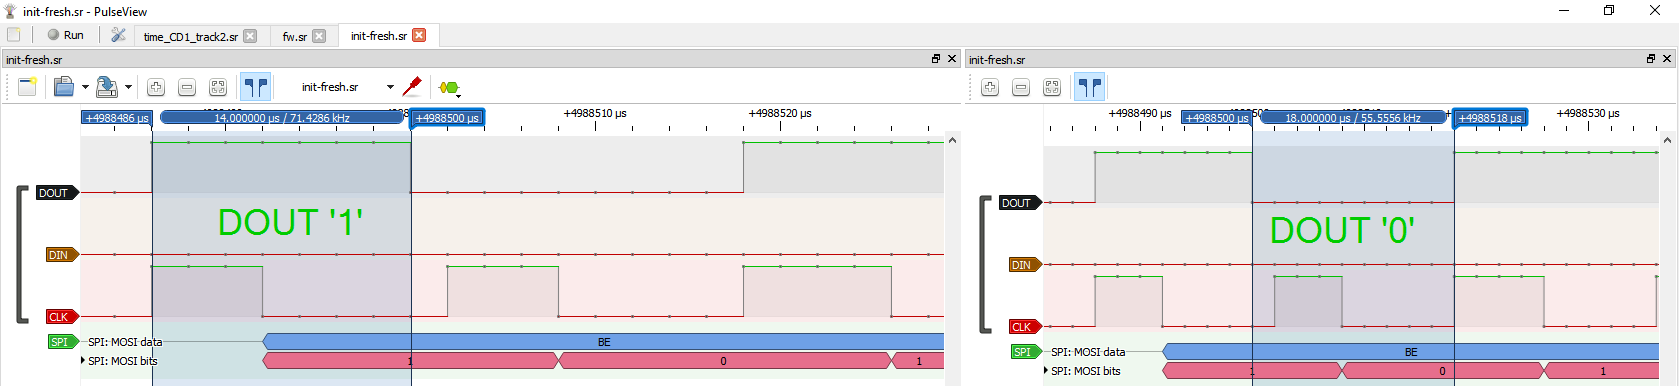 init-fresh.sr - PulseView
Run
time_CD1_track2.sr
fw.sr
init-fresh.sr
init-fresh.sr
init-fresh.sr
init-fresh.sr
+4988486 µs
14.000000 µs / 71.4286 kHz
+4988500 µs
+4988510 µs
+4988520 µs
DOUT
DOUT '1'
DIN
CLK
SPI
SPI: MOSI data
BE
SPI: MOSI bits
1
0
1
+4988490 µs
+4988500 µs
18.000000 µs / 55.5556 kHz
+4988518 µs
+4988530 µs
DOUT
DOUT '0'
DIN
CLK
SPI
SPI: MOSI data
BE
SPI: MOSI bits
1
0
1